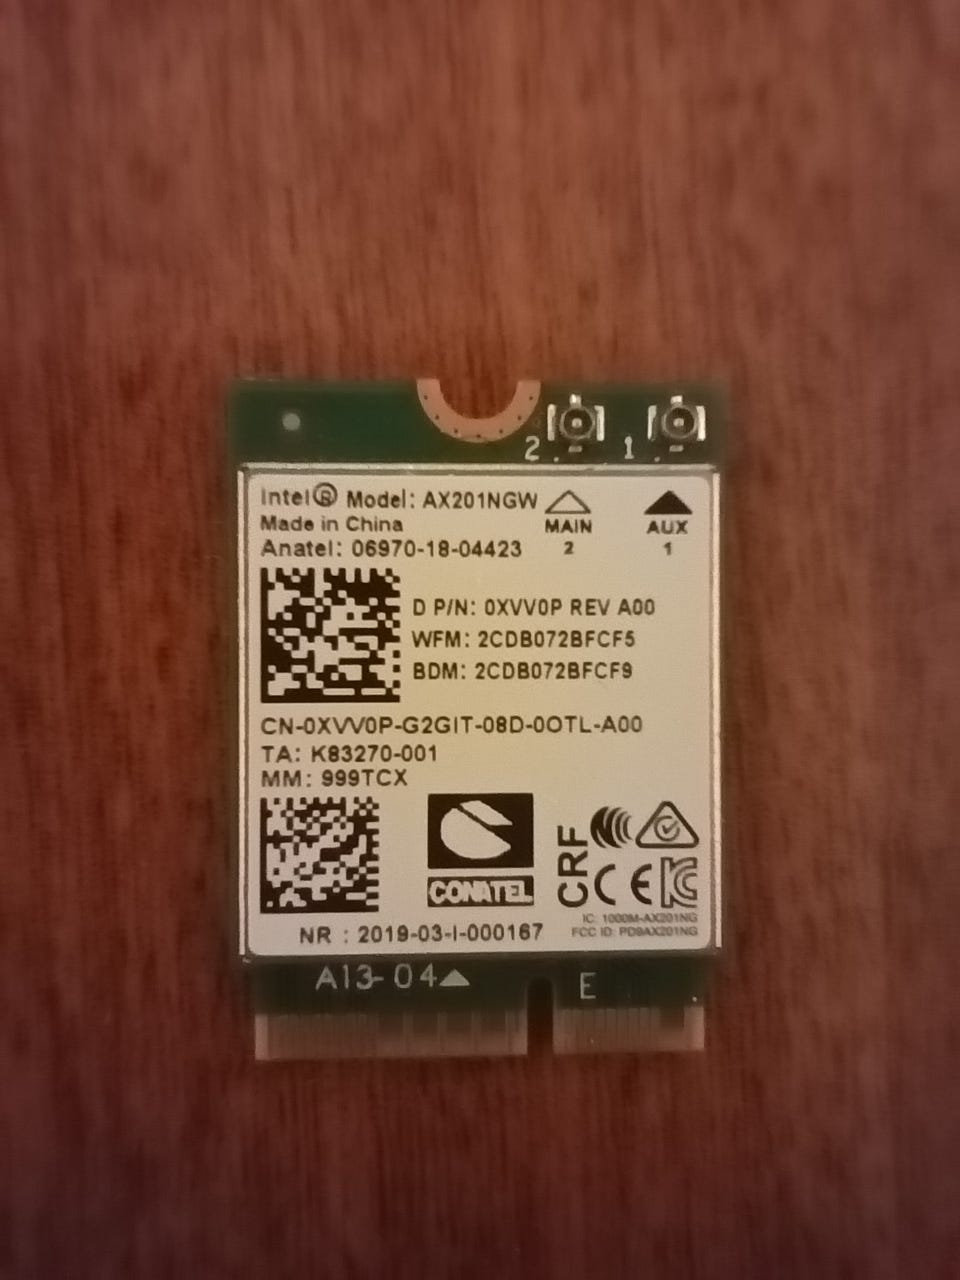 2 1
Intel® Model: AX201NGW
Made in China
Anatel: 06970-18-04423
MAIN
2
AUX
1
D P/N: 0XVV0P REV A00
WFM: 2CDB072BFCF5
BDM: 2CDB072BFCF9
CN-0XVV0P-G2GIT-08D-0OTL-A00
TA: K83270-001
MM: 999TCX
CONATEL
CRF
CE
IC: 1000M-AX201NG
FCC ID: PD9AX201NG
NR : 2019-03-I-000167
A13-04 E